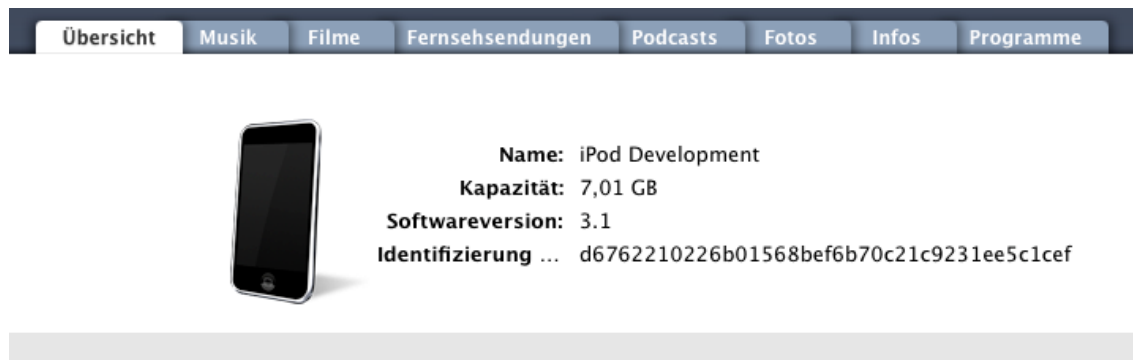 Übersicht Musik Filme Fernsehsendungen Podcasts Fotos Infos Programme
Name: iPod Development
Kapazität: 7,01 GB
Softwareversion: 3.1
Identifizierung ... d6762210226b01568bef6b70c21c9231ee5c1cef